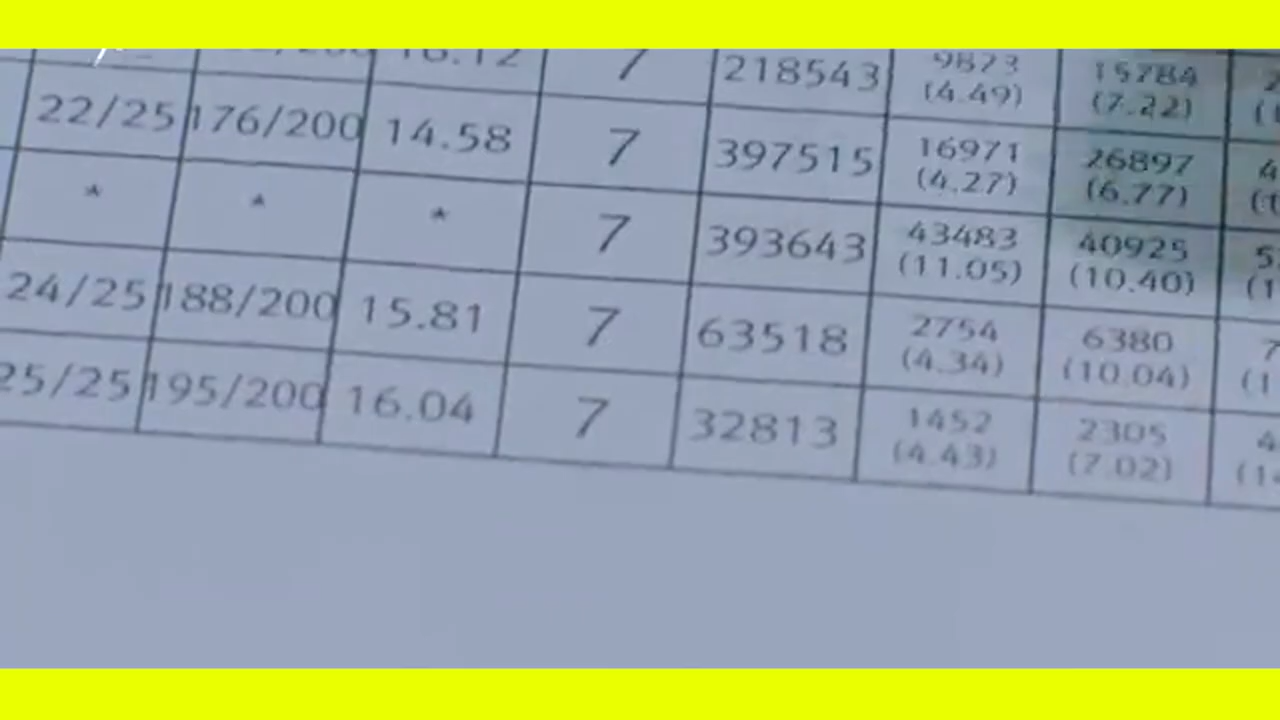 16.12 7 218543 9823 15784
(4.49) (7.22)
22/25 176/200 14.58 7 397515 16971 26897
(4.27) (6.77)
* * * 7 393643 43483 40925
(11.05) (10.40)
24/25 188/200 15.81 7 63518 2754 6380
(4.34) (10.04)
25/25 195/200 16.04 7 32813 1452 2305
(4.43) (7.02)